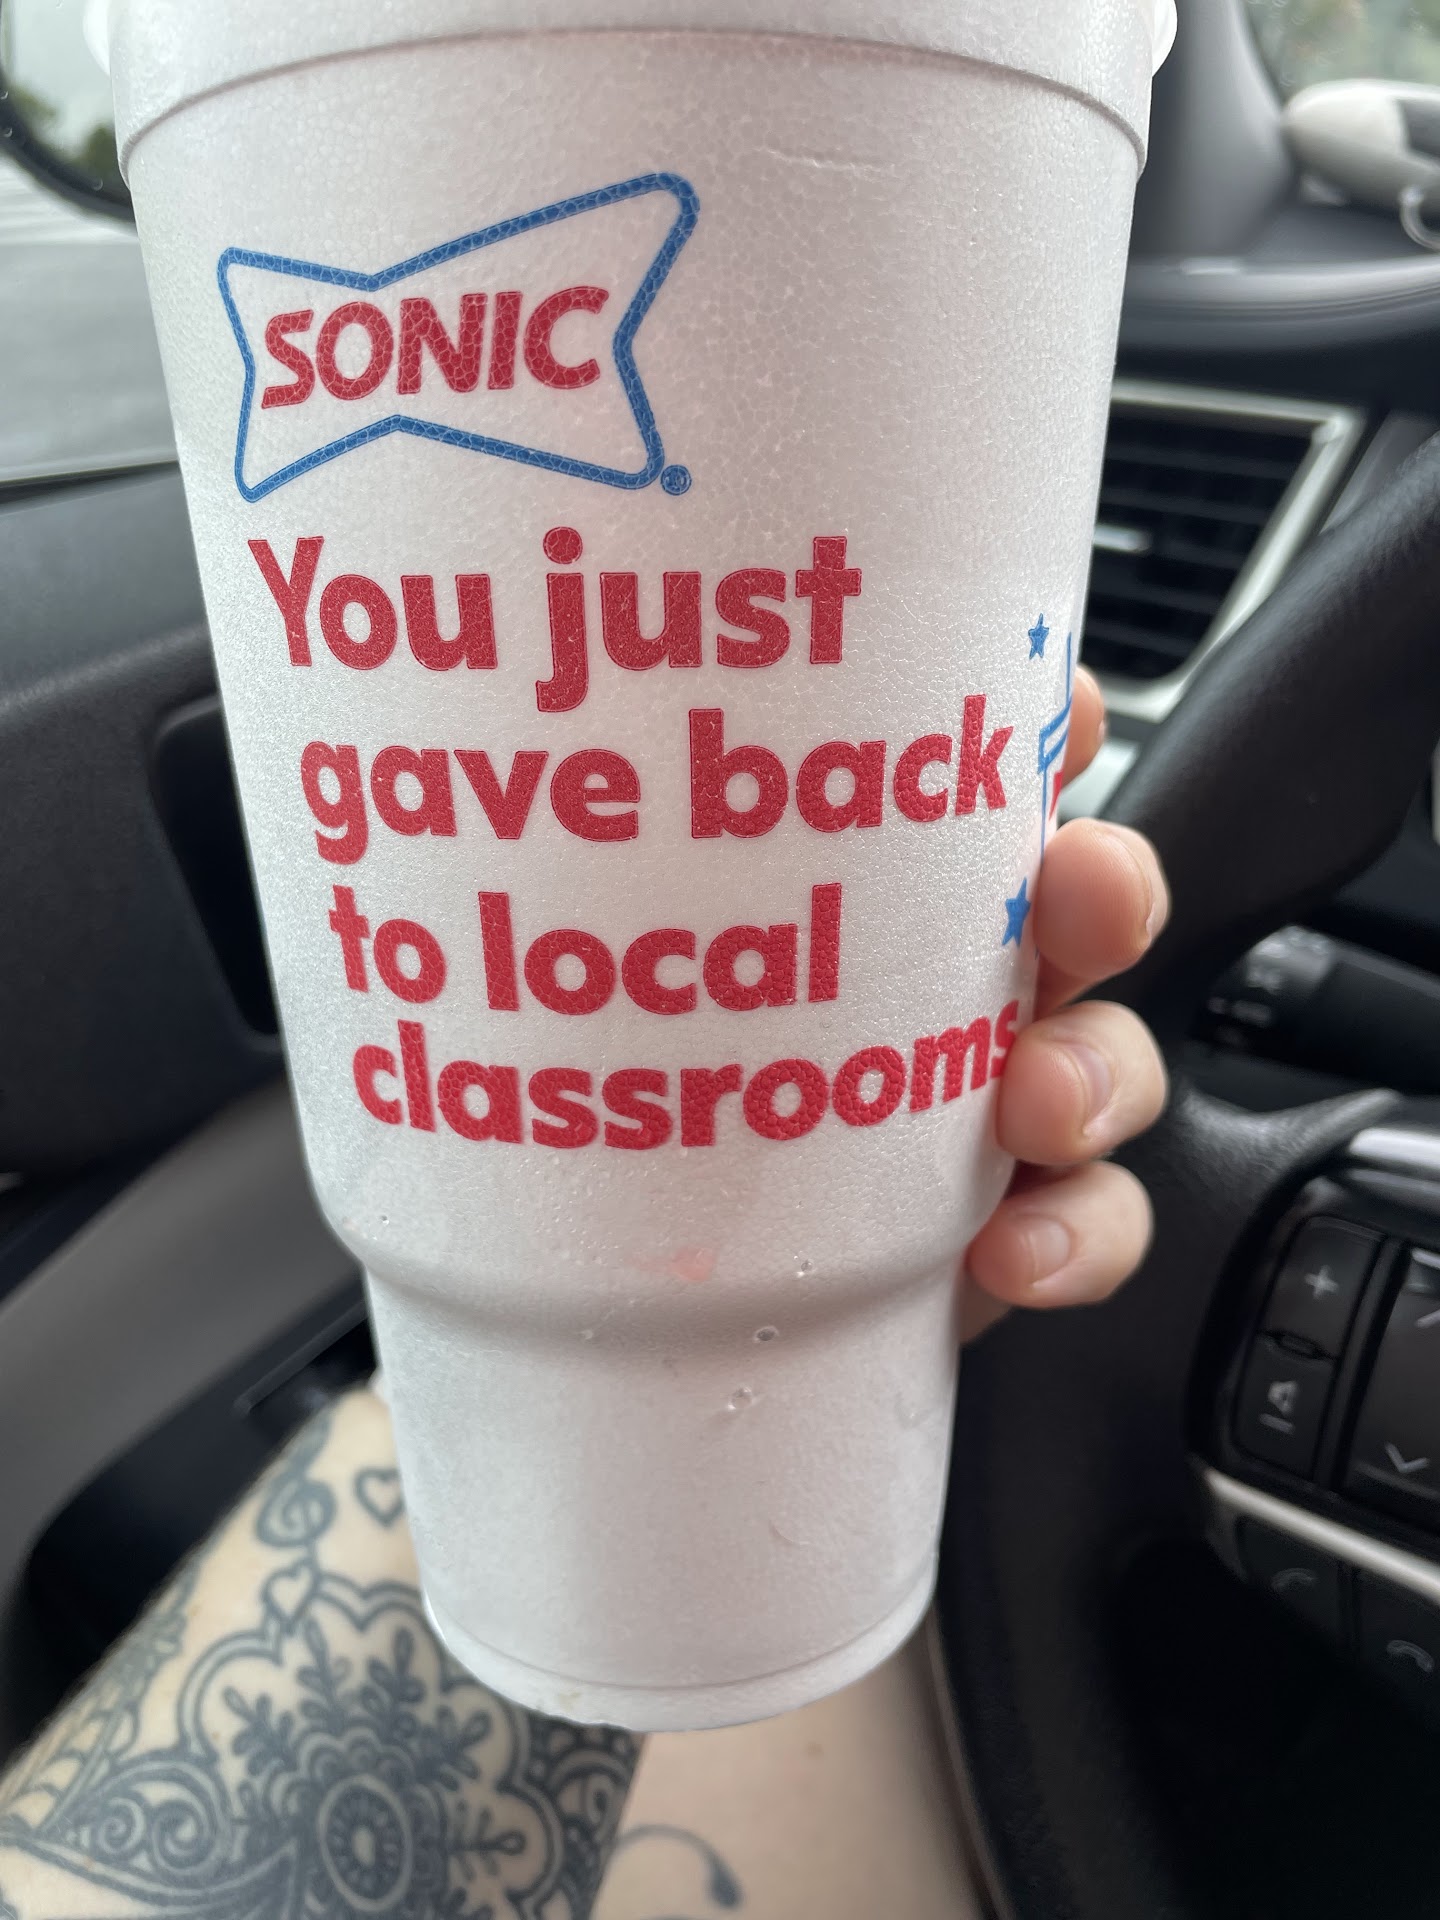 SONIC
®
You just
gave back
to local
classrooms